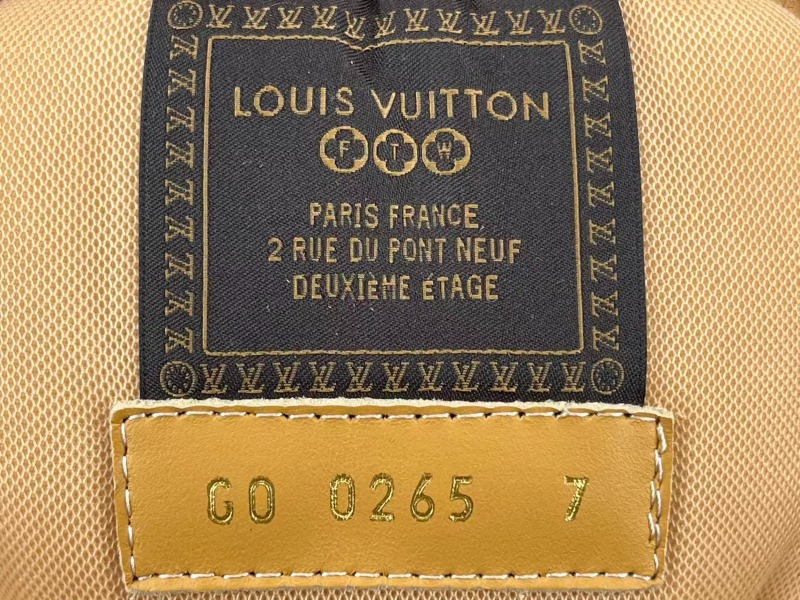 LOUIS VUITTON
F T W
PARIS FRANCE
2 RUE DU PONT NEUF
DEUXIÈME ÉTAGE
GO 0265 7